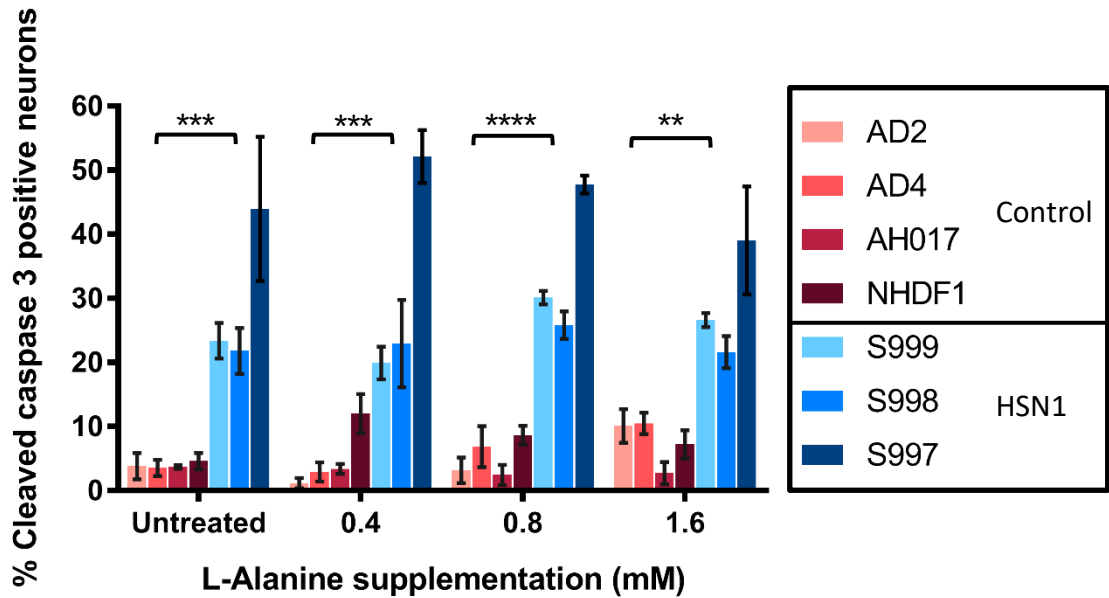 % Cleaved caspase 3 positive neurons
60
50
40
30
20
10
0
***
***
****
**
Untreated
0.4
0.8
1.6
L-Alanine supplementation (mM)
AD2
AD4
AH017
NHDF1
Control
S999
S998
S997
HSN1